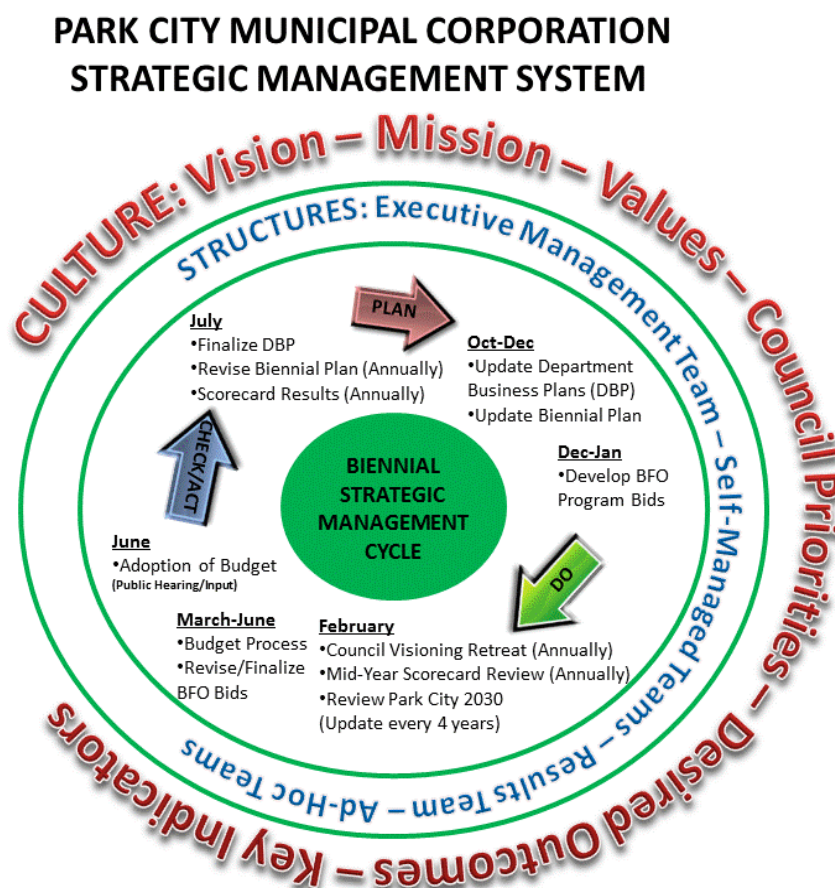 PARK CITY MUNICIPAL CORPORATION
STRATEGIC MANAGEMENT SYSTEM
CULTURE: Vision – Mission – Values – Council Priorities – Desired Outcomes – Key Indicators
STRUCTURES: Executive Management Team – Self-Managed Teams – Results Team – Ad-Hoc Teams
PLAN
July
•Finalize DBP
•Revise Biennial Plan (Annually)
•Scorecard Results (Annually)
Oct-Dec
•Update Department
Business Plans (DBP)
•Update Biennial Plan
Dec-Jan
•Develop BFO
Program Bids
BIENNIAL
STRATEGIC
MANAGEMENT
CYCLE
CHECK/ACT
DO
June
•Adoption of Budget
(Public Hearing/Input)
March-June
•Budget Process
•Revise/Finalize
BFO Bids
February
•Council Visioning Retreat (Annually)
•Mid-Year Scorecard Review (Annually)
•Review Park City 2030
(Update every 4 years)